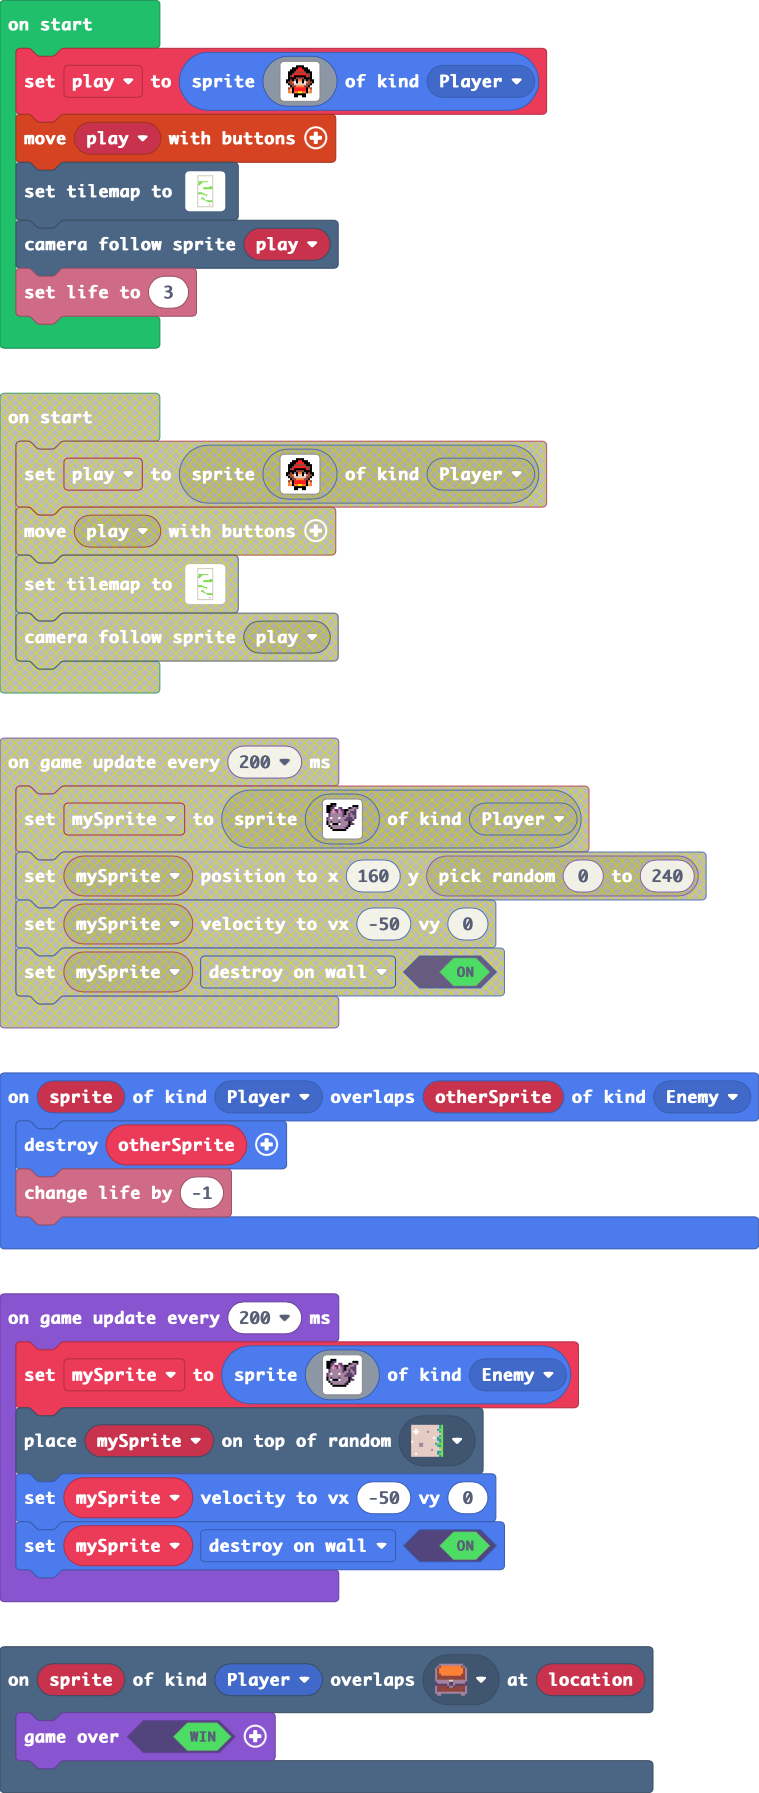 on start
set play to sprite of kind Player
move play with buttons
set tilemap to
camera follow sprite play
set life to 3
on start
set play to sprite of kind Player
move play with buttons
set tilemap to
camera follow sprite play
on game update every 200 ms
set mySprite to sprite of kind Player
set mySprite position to x 160 y pick random 0 to 240
set mySprite velocity to vx -50 vy 0
set mySprite destroy on wall ON
on sprite of kind Player overlaps otherSprite of kind Enemy
destroy otherSprite
change life by -1
on game update every 200 ms
set mySprite to sprite of kind Enemy
place mySprite on top of random
set mySprite velocity to vx -50 vy 0
set mySprite destroy on wall ON
on sprite of kind Player overlaps at location
game over WIN